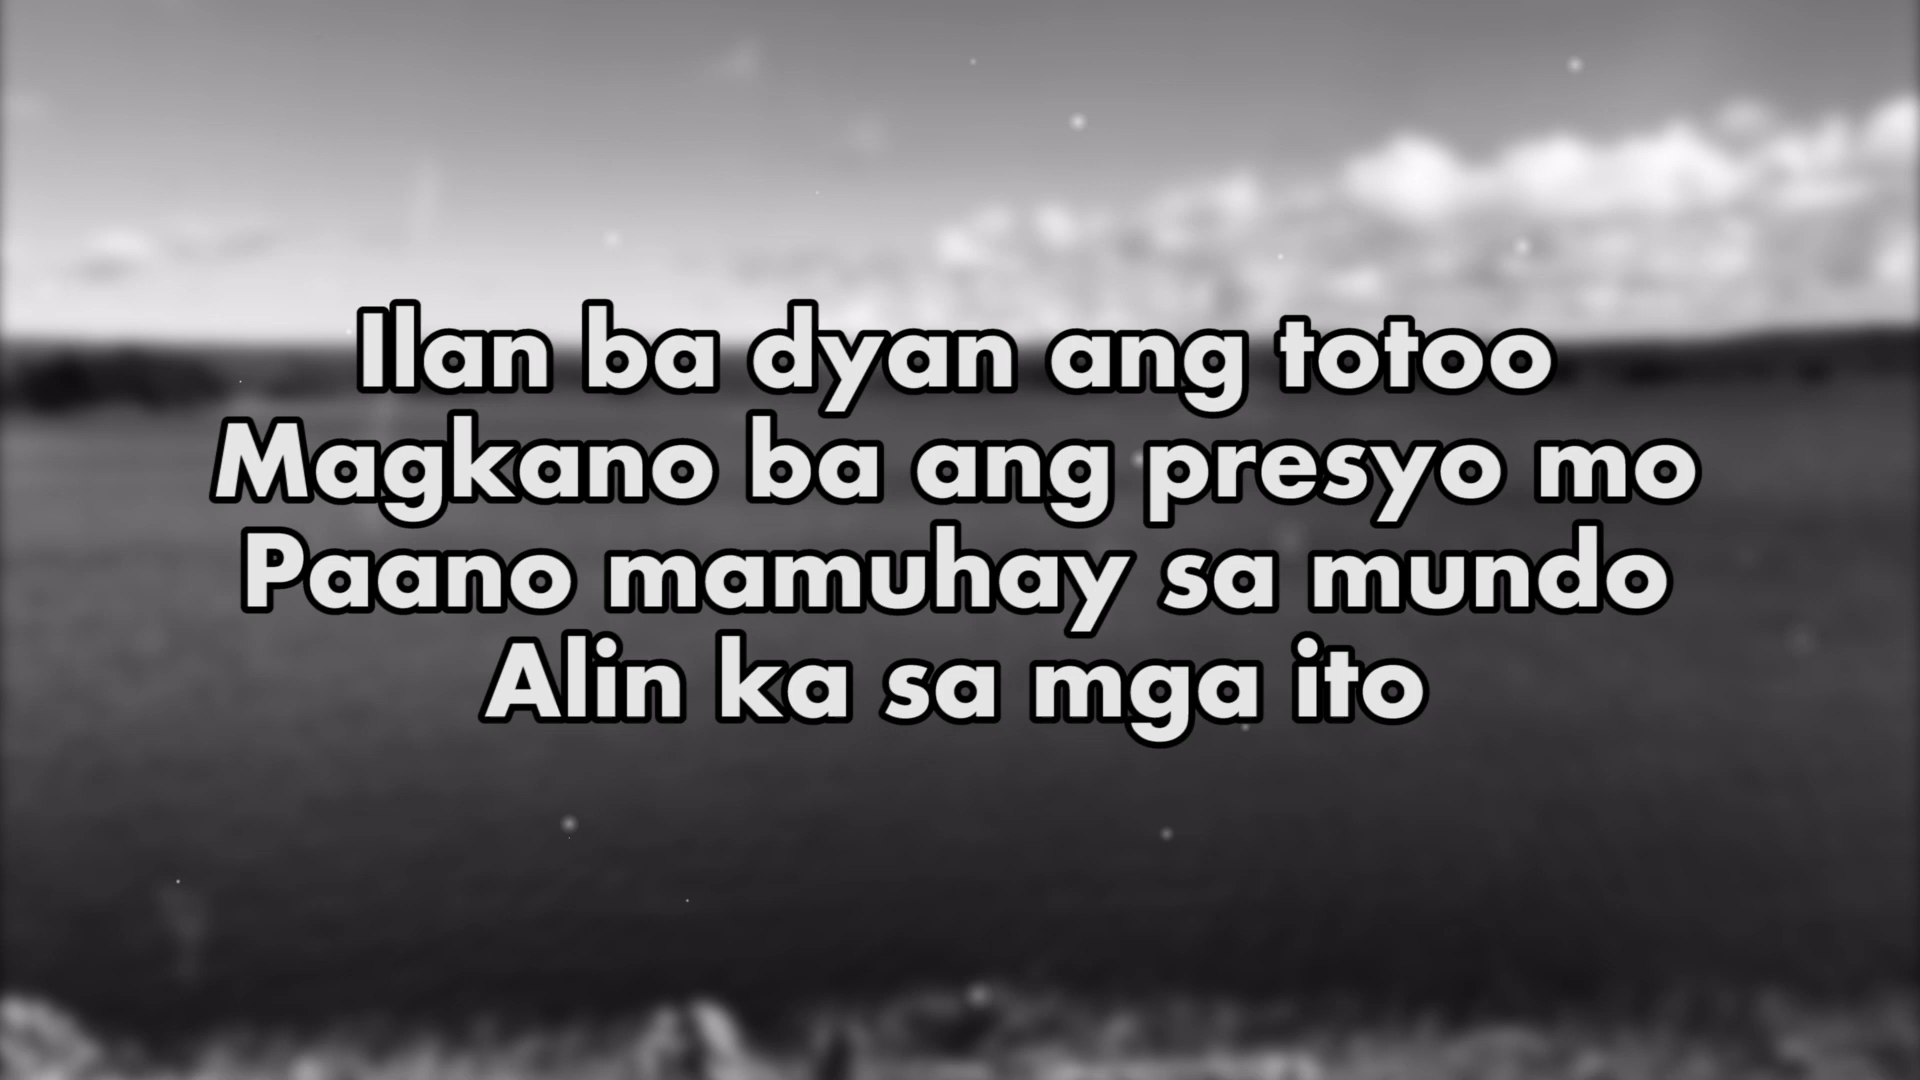 Ilan ba dyan ang totoo
Magkano ba ang presyo mo
Paano mamuhay sa mundo
Alin ka sa mga ito